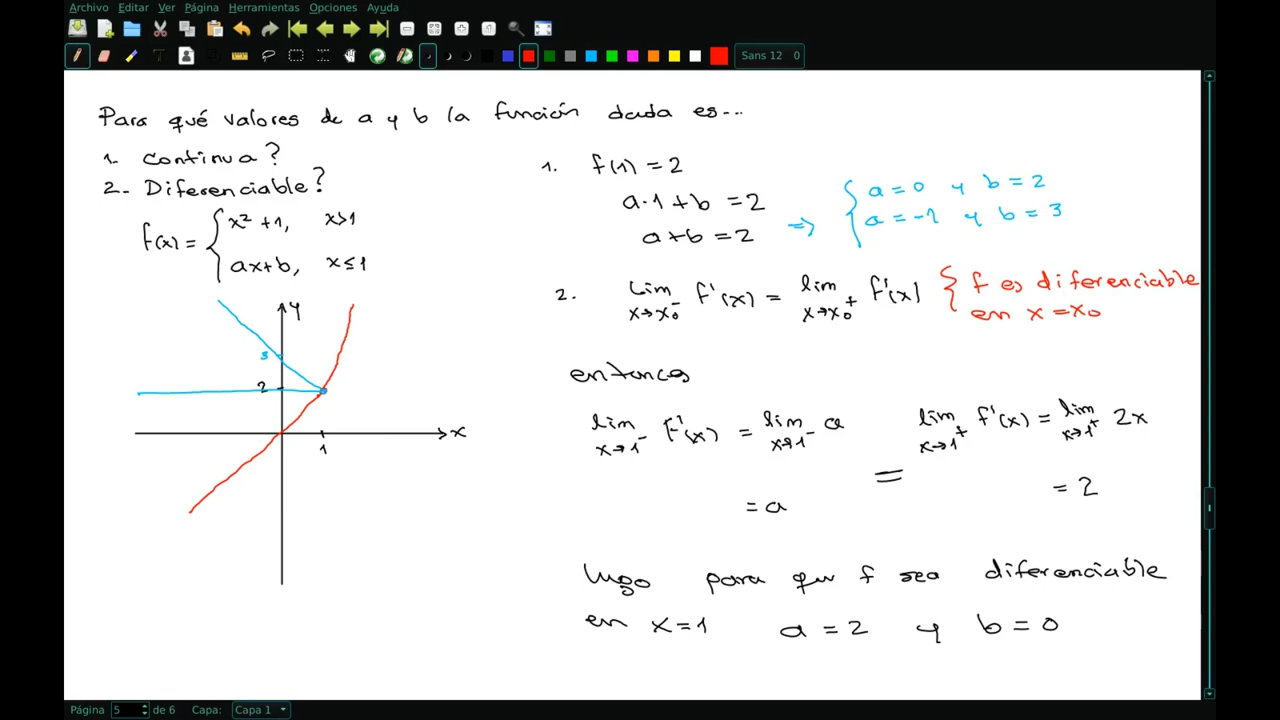 Archivo Editar Ver Página Herramientas Opciones Ayuda
Sans 12 0
Para qué valores de a y b la función dada es...
1. Continua?
2. Diferenciable?
f(x) = { x² + 1, x>1
ax+b, x≤1
y
3
2
x
1
1. f(1) = 2
a·1 + b = 2
a+b = 2 => { a = 0 y b = 2
a = -1 y b = 3
2. lim x→x₀⁻ f'(x) = lim x→x₀⁺ f'(x) { f es diferenciable
en x = x₀
entonces
lim x→1⁻ f'(x) = lim x→1⁻ a
= a
=
lim x→1⁺ f'(x) = lim x→1⁺ 2x
= 2
luego para que f sea diferenciable
en x=1 a = 2 y b = 0
Página 5 de 6 Capa: Capa 1